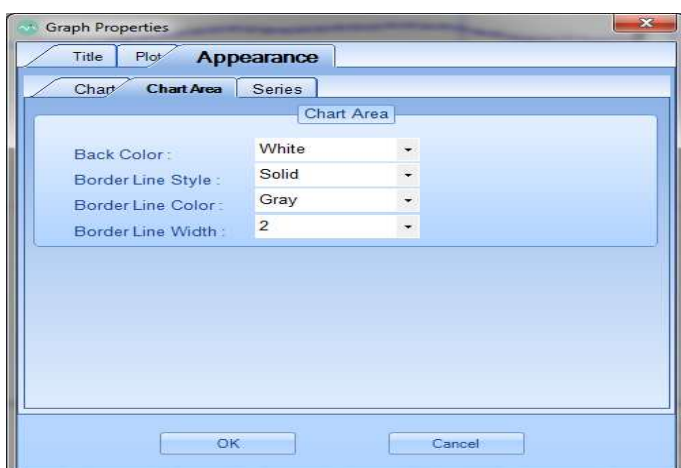 Graph Properties
Title Plot Appearance
Chart Chart Area Series
Chart Area
Back Color : White
Border Line Style : Solid
Border Line Color : Gray
Border Line Width : 2
OK Cancel